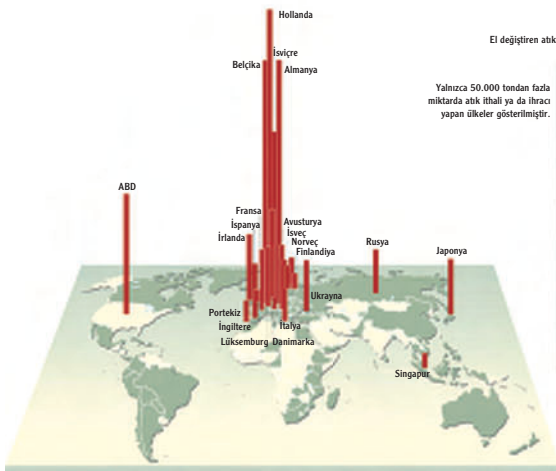 Hollanda
El değiştiren atık
İsviçre
Belçika
Almanya
Yalnızca 50.000 tondan fazla
miktarda atık ithali ya da ihracı
yapan ülkeler gösterilmiştir.
ABD
Fransa
İspanya
İrlanda
Avusturya
İsveç
Norveç
Finlandiya
Rusya
Japonya
Ukrayna
Portekiz
İngiltere
İtalya
Lüksemburg Danimarka
Singapur